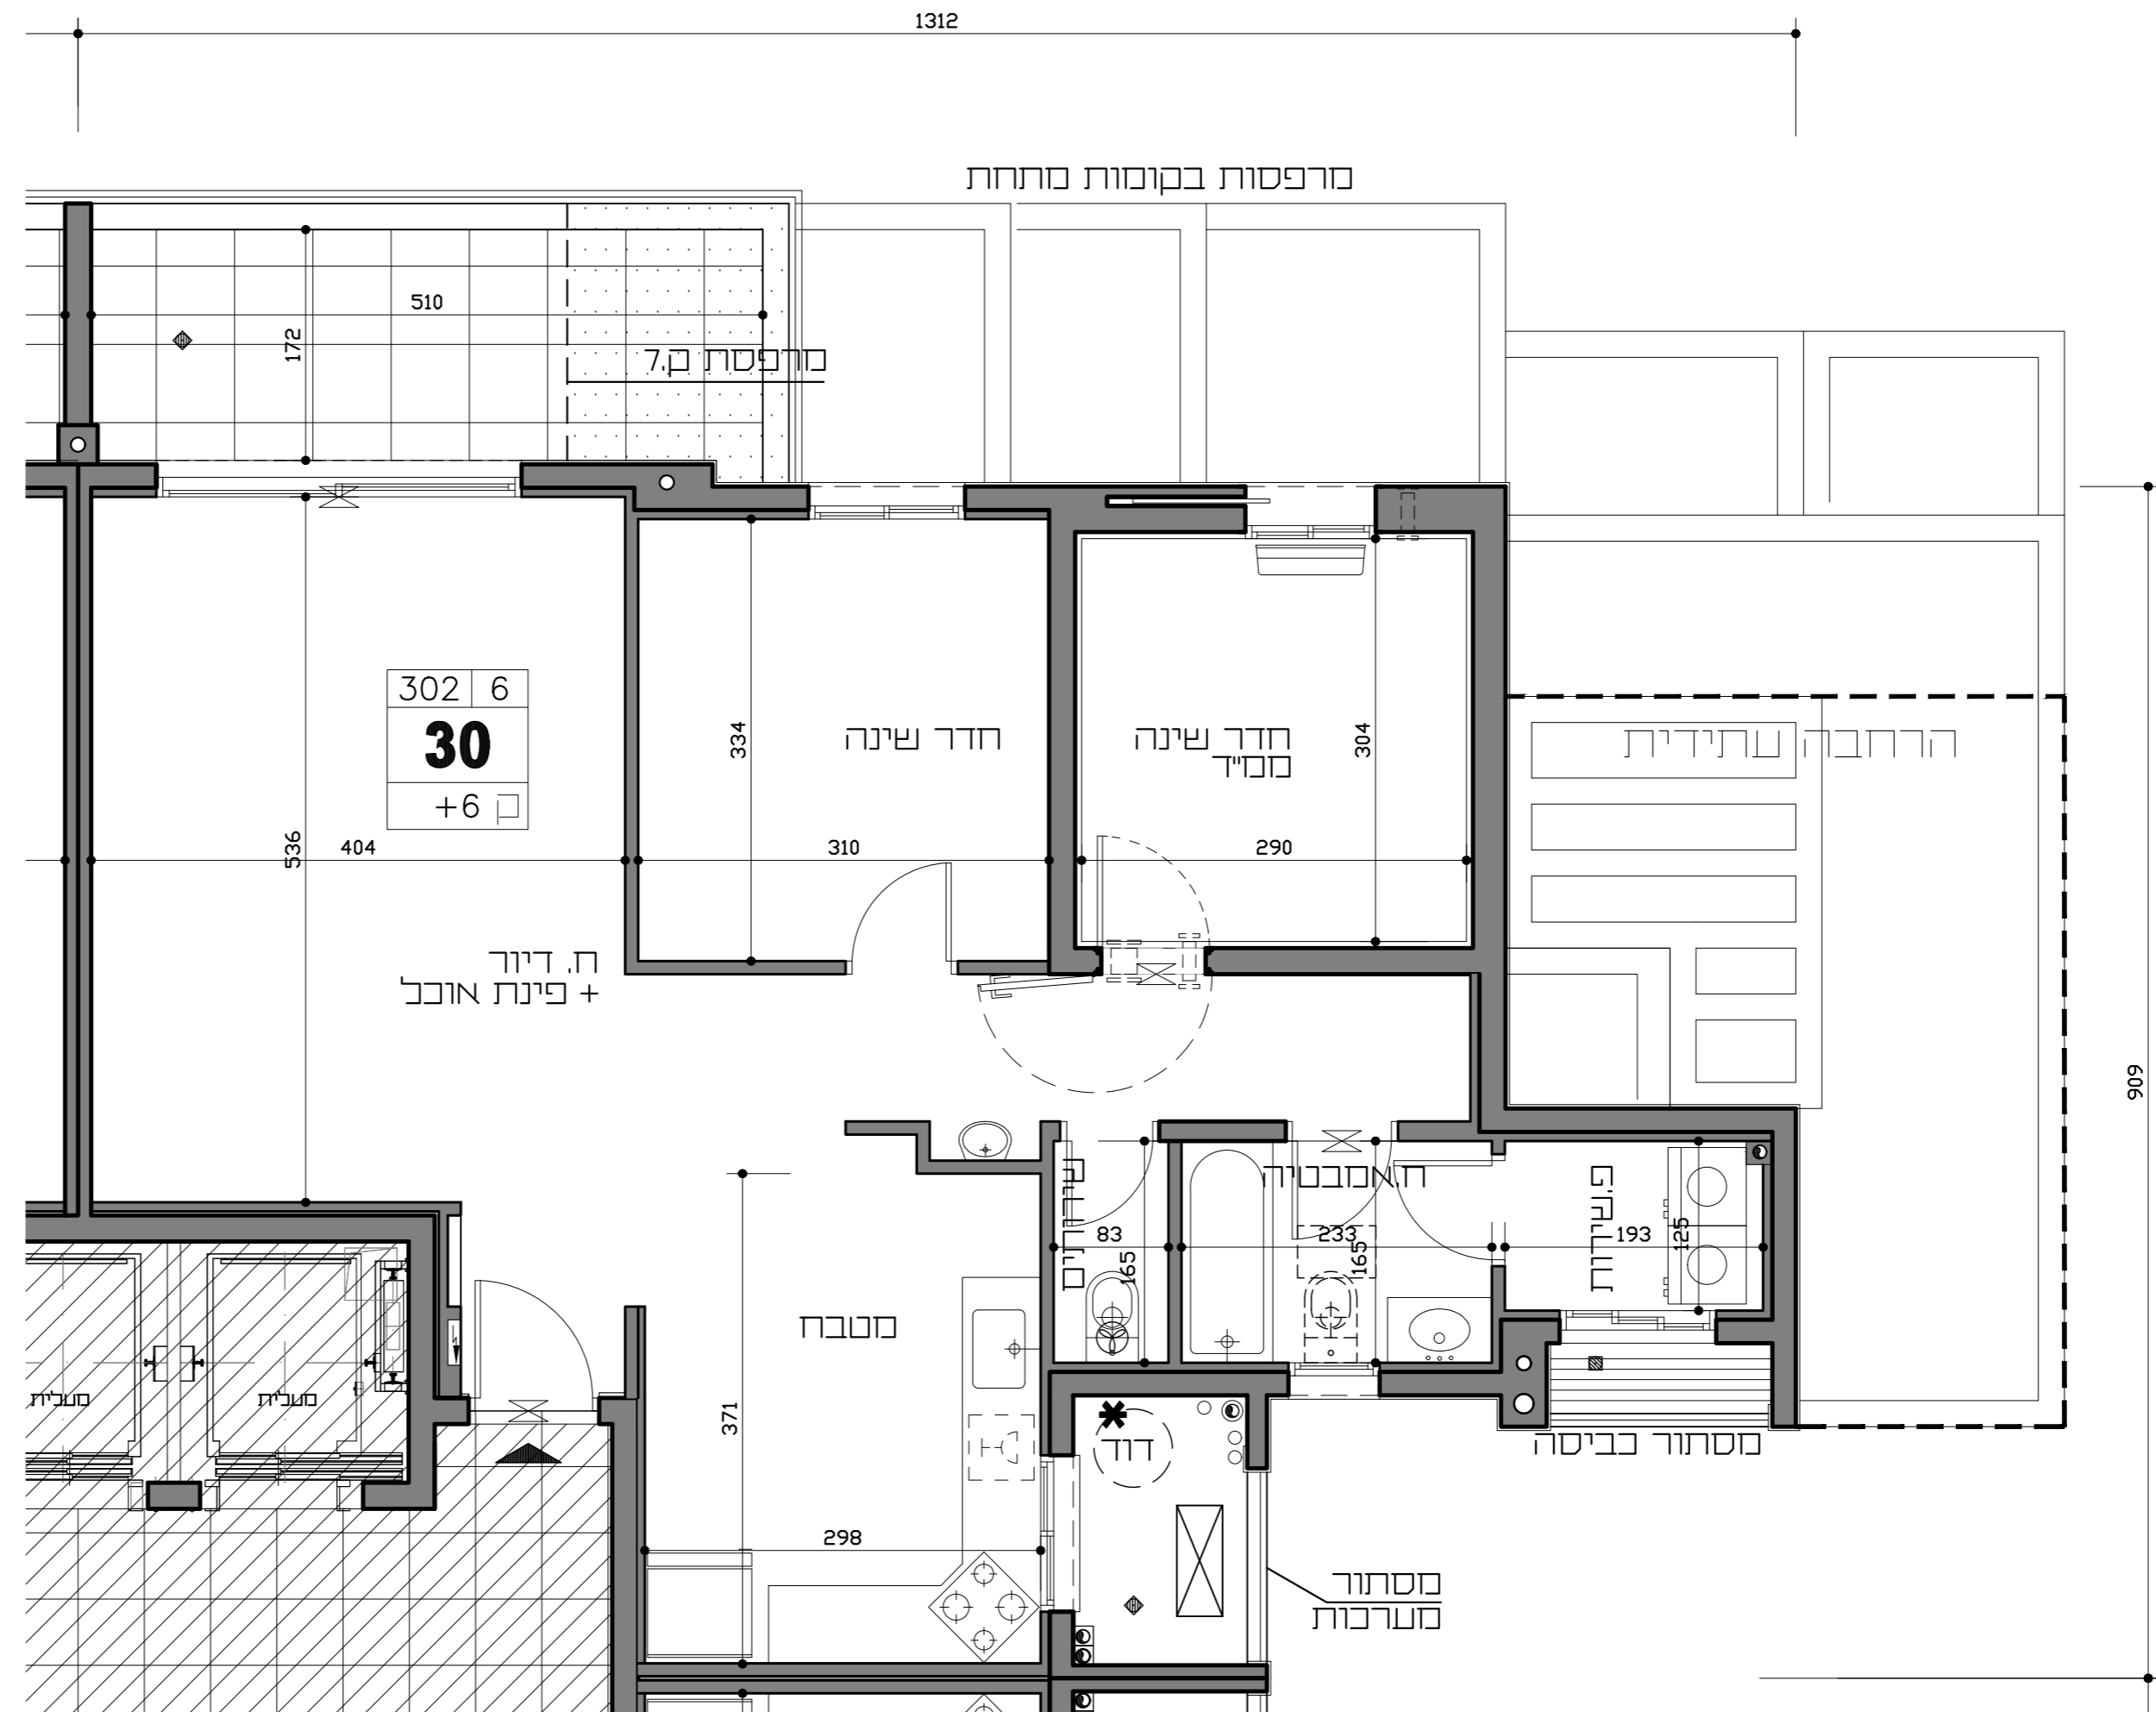 1312
מרפסות בקומות מתחת
510
172
מרפסת ק.7
302 6
30
ק 6+
536
404
ח. דיור
+ פינת אוכל
334
חדר שינה
310
חדר שינה
ממ"ד
304
290
הרחבה עתידית
909
שירותים
83
165
ח.אמבטיה
233
165
פ.שירות
193
125
מטבח
371
298
מעלית
מעלית
דוד
מסתור כביסה
מסתור
מערכות